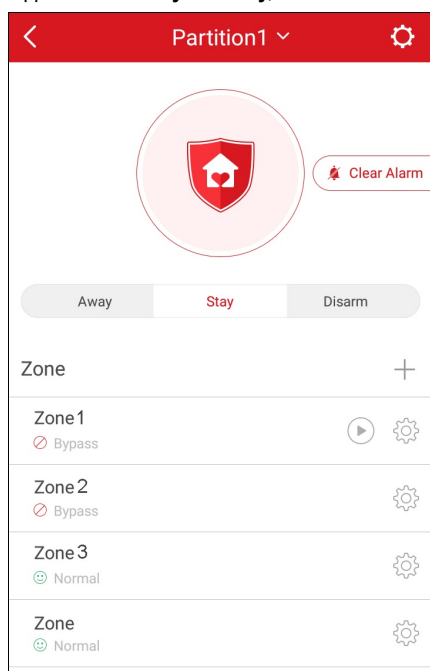 Partition1
Clear Alarm
Away Stay Disarm
Zone
Zone1
Bypass
Zone2
Bypass
Zone3
Normal
Zone
Normal